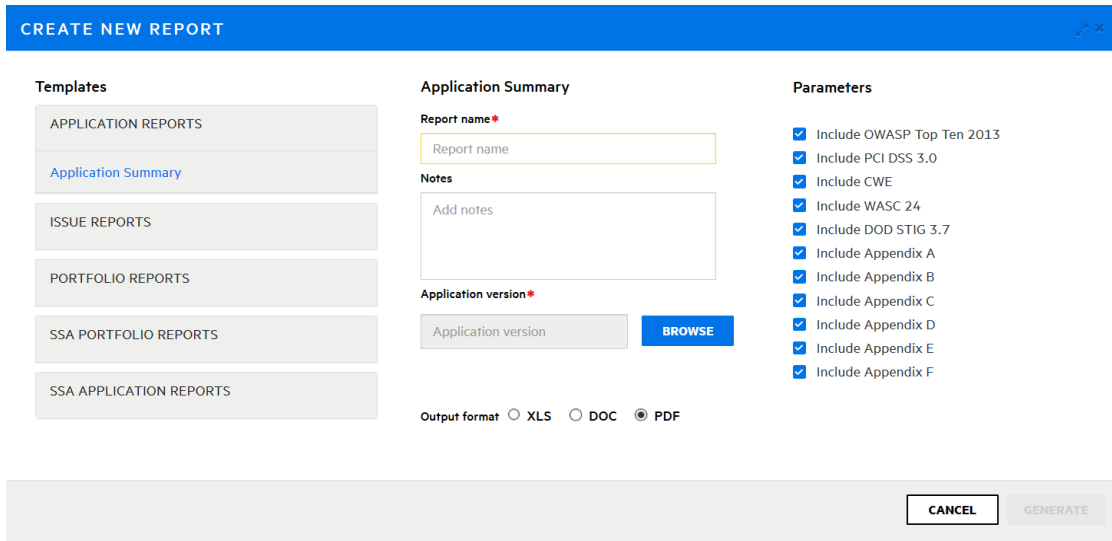 CREATE NEW REPORT
Templates
APPLICATION REPORTS
Application Summary
ISSUE REPORTS
PORTFOLIO REPORTS
SSA PORTFOLIO REPORTS
SSA APPLICATION REPORTS
Application Summary
Report name*
Report name
Notes
Add notes
Application version*
Application version
BROWSE
Output format XLS DOC PDF
Parameters
Include OWASP Top Ten 2013
Include PCI DSS 3.0
Include CWE
Include WASC 24
Include DOD STIG 3.7
Include Appendix A
Include Appendix B
Include Appendix C
Include Appendix D
Include Appendix E
Include Appendix F
CANCEL
GENERATE